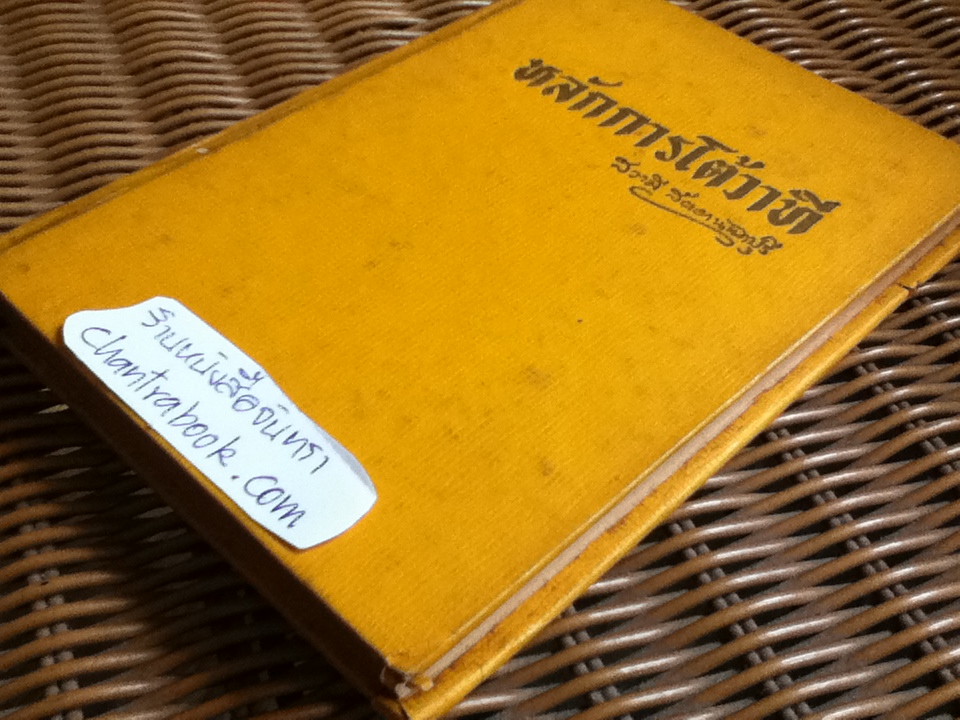 หลักการโต้วาที
ร้านหนังสือจันทรา
Chantrabook.com